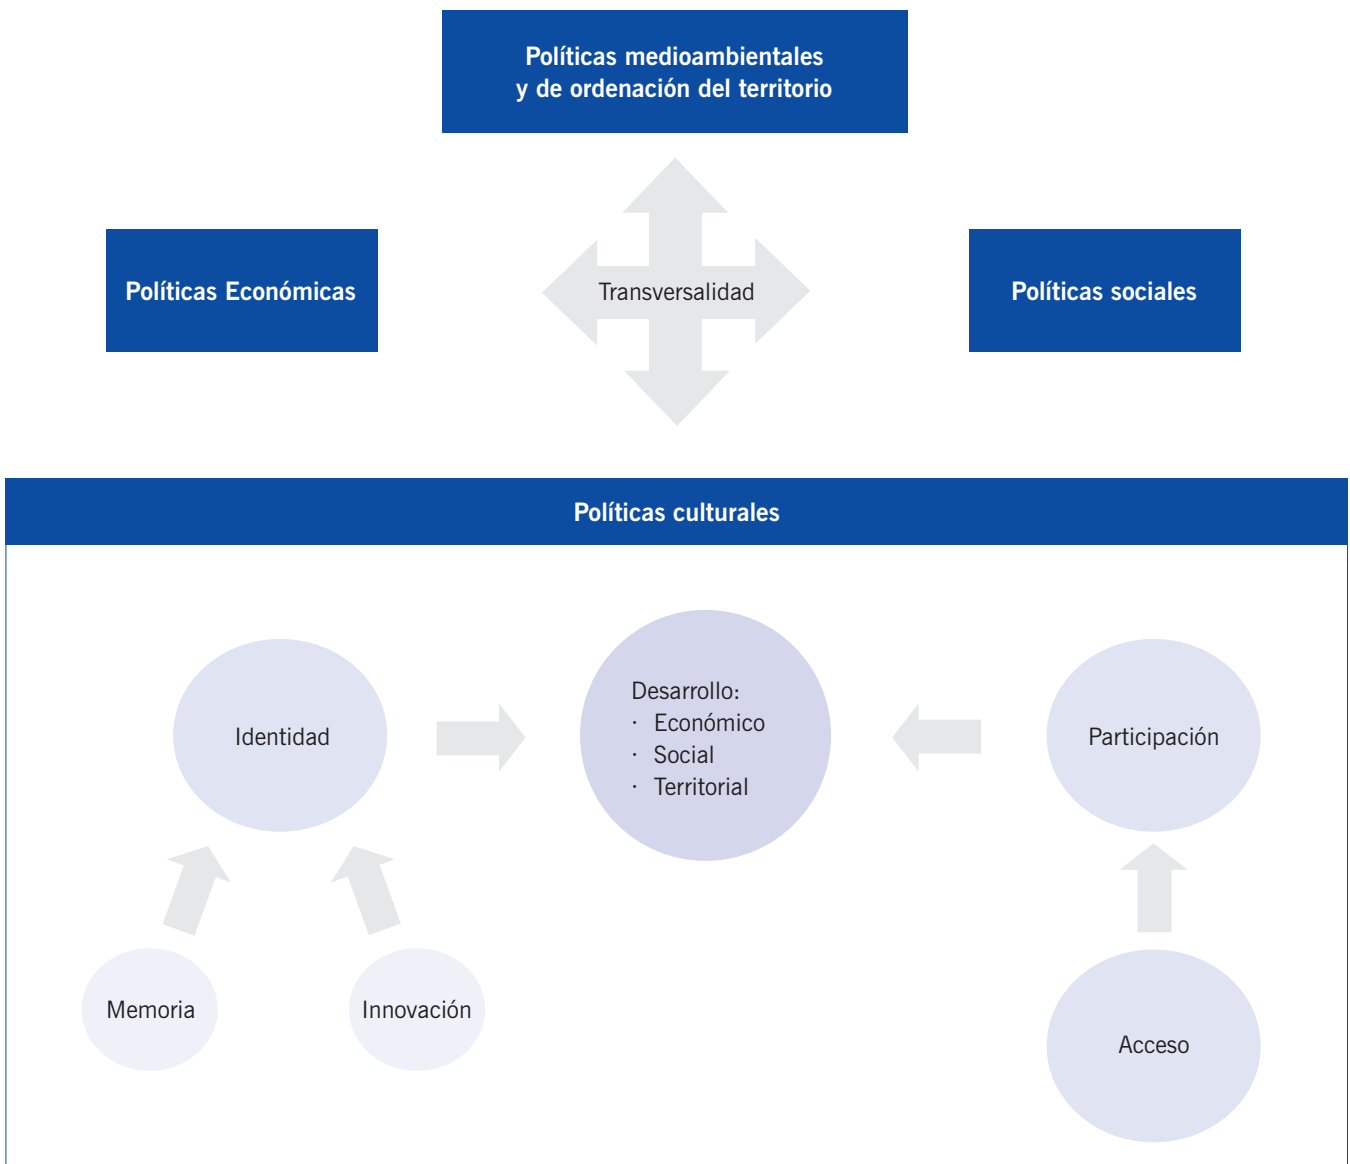 Políticas medioambientales
y de ordenación del territorio
Políticas Económicas
Transversalidad
Políticas sociales
Políticas culturales
Identidad
Desarrollo:
· Económico
· Social
· Territorial
Participación
Memoria
Innovación
Acceso